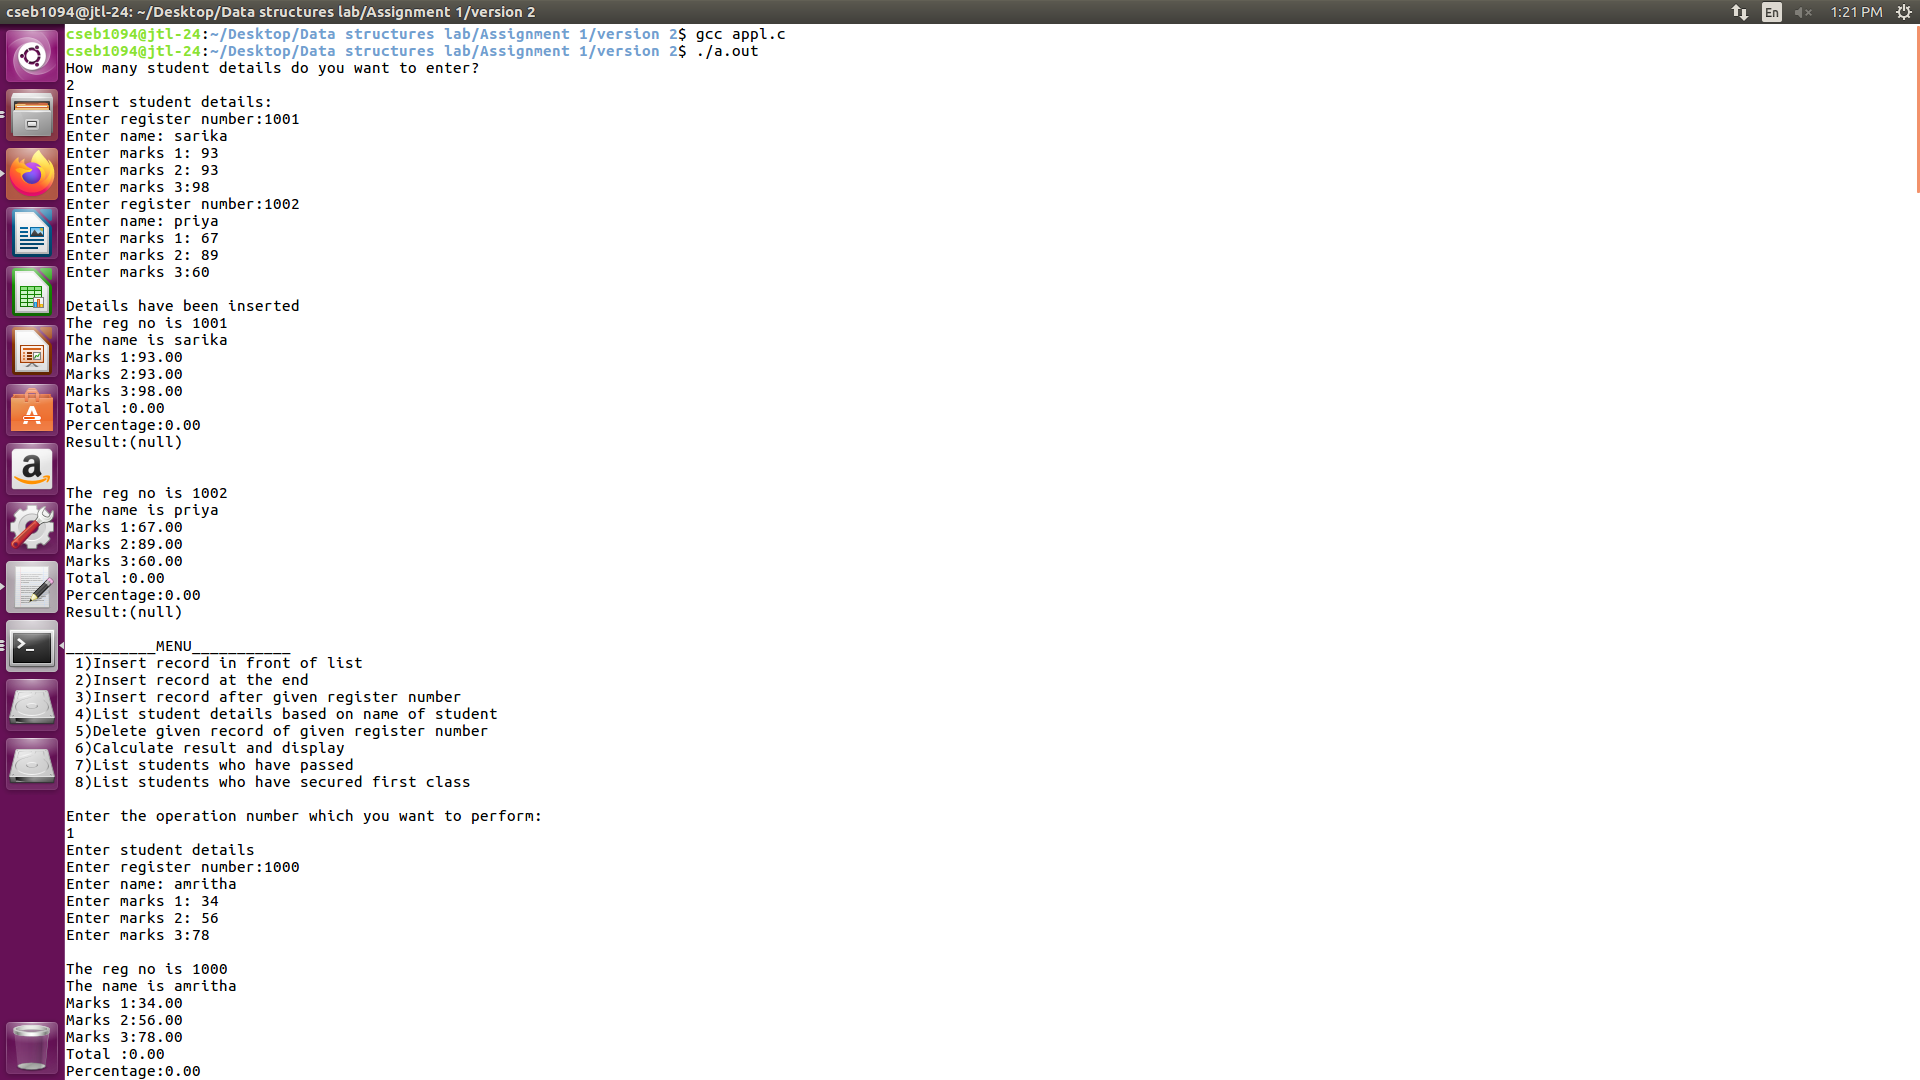 cseb1094@jtl-24: ~/Desktop/Data structures lab/Assignment 1/version 2
En
1:21 PM
cseb1094@jtl-24:~/Desktop/Data structures lab/Assignment 1/version 2$ gcc appl.c
cseb1094@jtl-24:~/Desktop/Data structures lab/Assignment 1/version 2$ ./a.out
How many student details do you want to enter?
2
Insert student details:
Enter register number:1001
Enter name: sarika
Enter marks 1: 93
Enter marks 2: 93
Enter marks 3:98
Enter register number:1002
Enter name: priya
Enter marks 1: 67
Enter marks 2: 89
Enter marks 3:60
Details have been inserted
The reg no is 1001
The name is sarika
Marks 1:93.00
Marks 2:93.00
Marks 3:98.00
Total :0.00
Percentage:0.00
Result:(null)
The reg no is 1002
The name is priya
Marks 1:67.00
Marks 2:89.00
Marks 3:60.00
Total :0.00
Percentage:0.00
Result:(null)
__________MENU___________
1)Insert record in front of list
2)Insert record at the end
3)Insert record after given register number
4)List student details based on name of student
5)Delete given record of given register number
6)Calculate result and display
7)List students who have passed
8)List students who have secured first class
Enter the operation number which you want to perform:
1
Enter student details
Enter register number:1000
Enter name: amritha
Enter marks 1: 34
Enter marks 2: 56
Enter marks 3:78
The reg no is 1000
The name is amritha
Marks 1:34.00
Marks 2:56.00
Marks 3:78.00
Total :0.00
Percentage:0.00